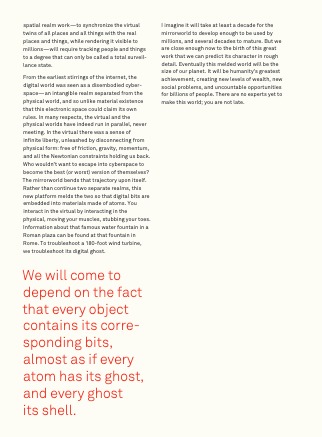 spatial realm work—to synchronize the virtual
twins of all places and all things with the real
places and things, while rendering it visible to
millions—will require tracking people and things
to a degree that can only be called a total surveil-
lance state.
From the earliest stirrings of the internet, the
digital world was seen as a disembodied cyber-
space—an intangible realm separated from the
physical world, and so unlike material existence
that this electronic space could claim its own
rules. In many respects, the virtual and the
physical worlds have indeed run in parallel, never
meeting. In the virtual there was a sense of
infinite liberty, unleashed by disconnecting from
physical form: free of friction, gravity, momentum,
and all the Newtonian constraints holding us back.
Who wouldn't want to escape into cyberspace to
become the best (or worst) version of themselves?
The mirrorworld bends that trajectory upon itself.
Rather than continue two separate realms, this
new platform melds the two so that digital bits are
embedded into materials made of atoms. You
interact in the virtual by interacting in the
physical, moving your muscles, stubbing your toes.
Information about that famous water fountain in a
Roman plaza can be found at that fountain in
Rome. To troubleshoot a 180-foot wind turbine,
we troubleshoot its digital ghost.
We will come to
depend on the fact
that every object
contains its corre-
sponding bits,
almost as if every
atom has its ghost,
and every ghost
its shell.
I imagine it will take at least a decade for the
mirrorworld to develop enough to be used by
millions, and several decades to mature. But we
are close enough now to the birth of this great
work that we can predict its character in rough
detail. Eventually this melded world will be the
size of our planet. It will be humanity's greatest
achievement, creating new levels of wealth, new
social problems, and uncountable opportunities
for billions of people. There are no experts yet to
make this world; you are not late.